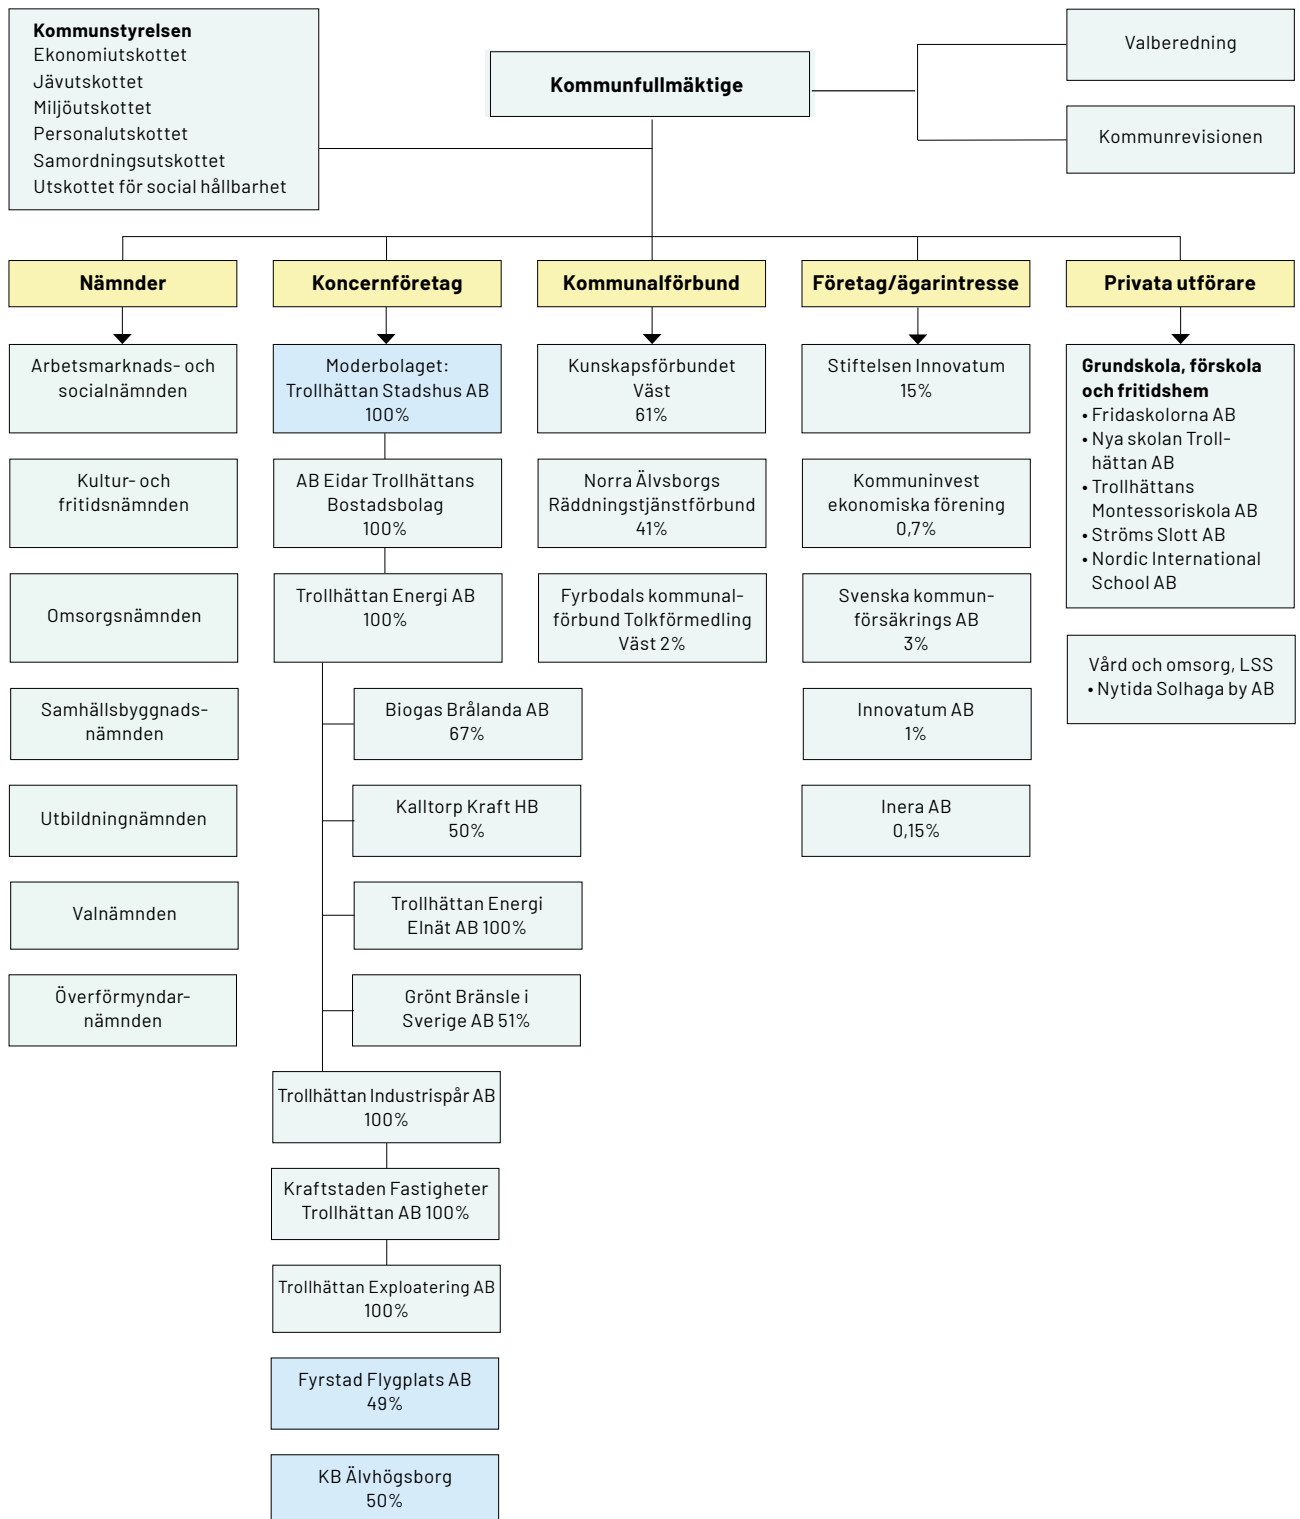 Kommunstyrelsen
Ekonomiutskottet
Jävutskottet
Miljöutskottet
Personalutskottet
Samordningsutskottet
Utskottet för social hållbarhet
Kommunfullmäktige
Valberedning
Kommunrevisionen
Nämnder
Arbetsmarknads- och
socialnämnden
Kultur- och
fritidsnämnden
Omsorgsnämnden
Samhällsbyggnads-
nämnden
Utbildningnämnden
Valnämnden
Överförmyndar-
nämnden
Koncernföretag
Moderbolaget:
Trollhättan Stadshus AB
100%
AB Eidar Trollhättans
Bostadsbolag
100%
Trollhättan Energi AB
100%
Biogas Brålanda AB
67%
Kalltorp Kraft HB
50%
Trollhättan Energi
Elnät AB 100%
Grönt Bränsle i
Sverige AB 51%
Trollhättan Industrispår AB
100%
Kraftstaden Fastigheter
Trollhättan AB 100%
Trollhättan Exploatering AB
100%
Fyrstad Flygplats AB
49%
KB Älvhögsborg
50%
Kommunalförbund
Kunskapsförbundet
Väst
61%
Norra Älvsborgs
Räddningstjänstförbund
41%
Fyrbodals kommunal-
förbund Tolkförmedling
Väst 2%
Företag/ägarintresse
Stiftelsen Innovatum
15%
Kommuninvest
ekonomiska förening
0,7%
Svenska kommun-
försäkrings AB
3%
Innovatum AB
1%
Inera AB
0,15%
Privata utförare
Grundskola, förskola
och fritidshem
• Fridaskolorna AB
• Nya skolan Troll-
hättan AB
• Trollhättans
Montessoriskola AB
• Ströms Slott AB
• Nordic International
School AB
Vård och omsorg, LSS
• Nytida Solhaga by AB